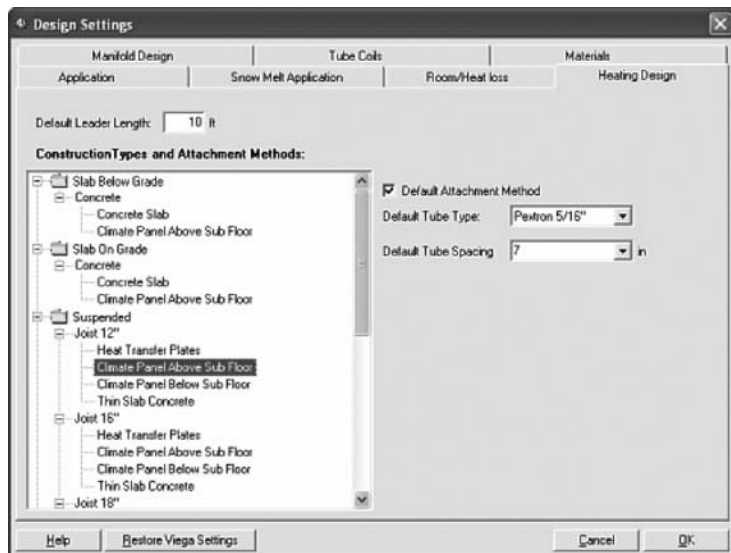 Design Settings
Manifold Design Tube Coils Materials
Application Snow Melt Application Room/Heat loss Heating Design
Default Leader Length: 10 ft
ConstructionTypes and Attachment Methods:
Slab Below Grade
Concrete
Concrete Slab
Climate Panel Above Sub Floor
Slab On Grade
Concrete
Concrete Slab
Climate Panel Above Sub Floor
Suspended
Joist 12"
Heat Transfer Plates
Climate Panel Above Sub Floor
Climate Panel Below Sub Floor
Thin Slab Concrete
Joist 16"
Heat Transfer Plates
Climate Panel Above Sub Floor
Climate Panel Below Sub Floor
Thin Slab Concrete
Joist 18"
Default Attachment Method
Default Tube Type: Pextron 5/16"
Default Tube Spacing 7 in
Help Restore Viega Settings Cancel OK